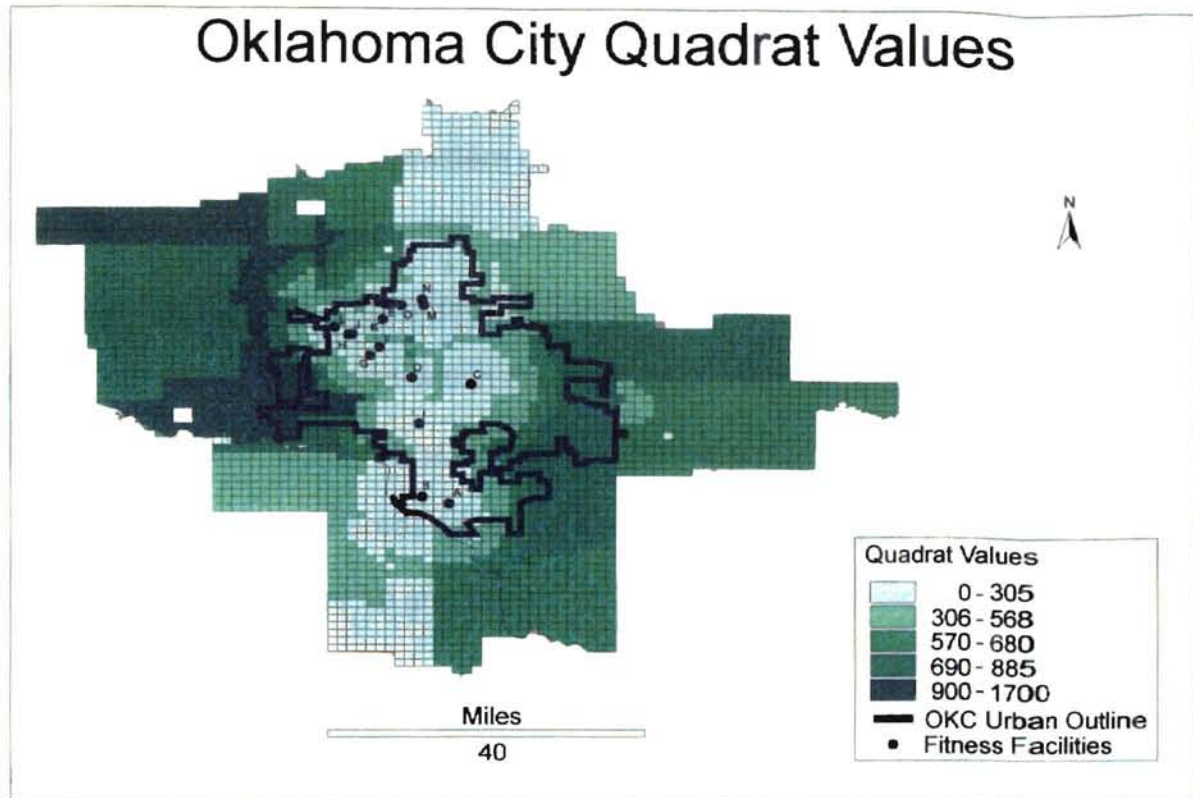 Oklahoma City Quadrat Values
N
N
M
O
H
G
D
C
A
Miles
40
Quadrat Values
0 - 305
306 - 568
570 - 680
690 - 885
900 - 1700
OKC Urban Outline
Fitness Facilities